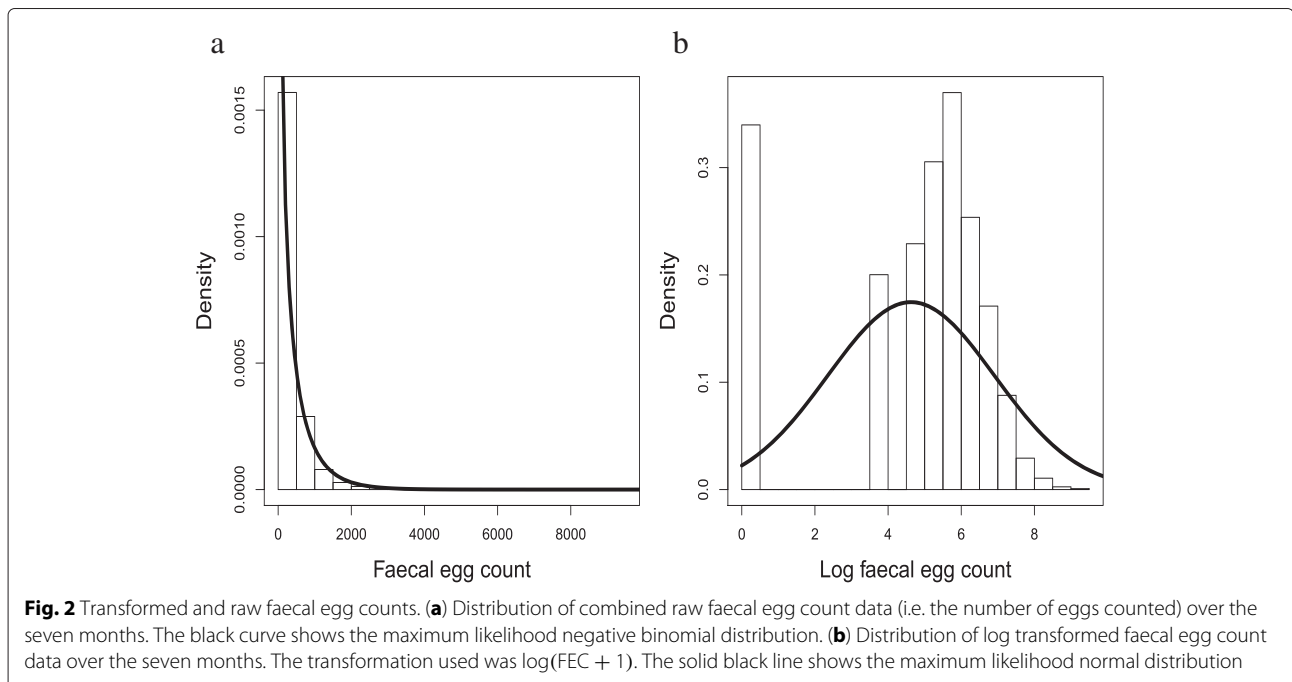 a
b
Density
0.0000
0.0005
0.0010
0.0015
0 2000 4000 6000 8000
Faecal egg count
Density
0.0
0.1
0.2
0.3
0 2 4 6 8
Log faecal egg count
Fig. 2 Transformed and raw faecal egg counts. (a) Distribution of combined raw faecal egg count data (i.e. the number of eggs counted) over the
seven months. The black curve shows the maximum likelihood negative binomial distribution. (b) Distribution of log transformed faecal egg count
data over the seven months. The transformation used was log(FEC + 1). The solid black line shows the maximum likelihood normal distribution